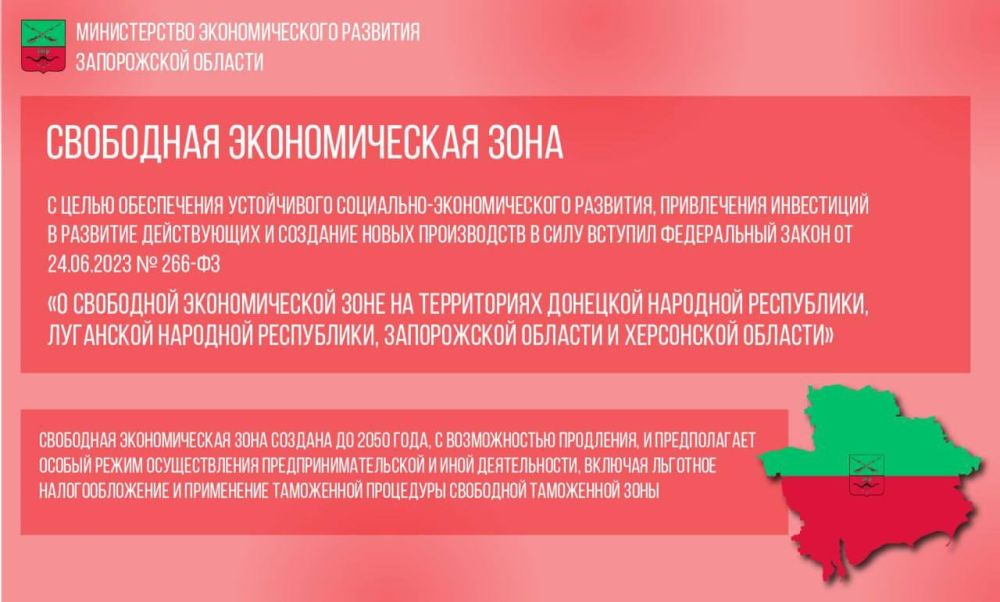 МИНИСТЕРСТВО ЭКОНОМИЧЕСКОГО РАЗВИТИЯ
ЗАПОРОЖСКОЙ ОБЛАСТИ
СВОБОДНАЯ ЭКОНОМИЧЕСКАЯ ЗОНА
С ЦЕЛЬЮ ОБЕСПЕЧЕНИЯ УСТОЙЧИВОГО СОЦИАЛЬНО-ЭКОНОМИЧЕСКОГО РАЗВИТИЯ, ПРИВЛЕЧЕНИЯ ИНВЕСТИЦИЙ
В РАЗВИТИЕ ДЕЙСТВУЮЩИХ И СОЗДАНИЕ НОВЫХ ПРОИЗВОДСТВ В СИЛУ ВСТУПИЛ ФЕДЕРАЛЬНЫЙ ЗАКОН ОТ
24.06.2023 № 266-ФЗ
«О СВОБОДНОЙ ЭКОНОМИЧЕСКОЙ ЗОНЕ НА ТЕРРИТОРИЯХ ДОНЕЦКОЙ НАРОДНОЙ РЕСПУБЛИКИ,
ЛУГАНСКОЙ НАРОДНОЙ РЕСПУБЛИКИ, ЗАПОРОЖСКОЙ ОБЛАСТИ И ХЕРСОНСКОЙ ОБЛАСТИ»
СВОБОДНАЯ ЭКОНОМИЧЕСКАЯ ЗОНА СОЗДАНА ДО 2050 ГОДА, С ВОЗМОЖНОСТЬЮ ПРОДЛЕНИЯ, И ПРЕДПОЛАГАЕТ
ОСОБЫЙ РЕЖИМ ОСУЩЕСТВЛЕНИЯ ПРЕДПРИНИМАТЕЛЬСКОЙ И ИНОЙ ДЕЯТЕЛЬНОСТИ, ВКЛЮЧАЯ ЛЬГОТНОЕ
НАЛОГООБЛОЖЕНИЕ И ПРИМЕНЕНИЕ ТАМОЖЕННОЙ ПРОЦЕДУРЫ СВОБОДНОЙ ТАМОЖЕННОЙ ЗОНЫ